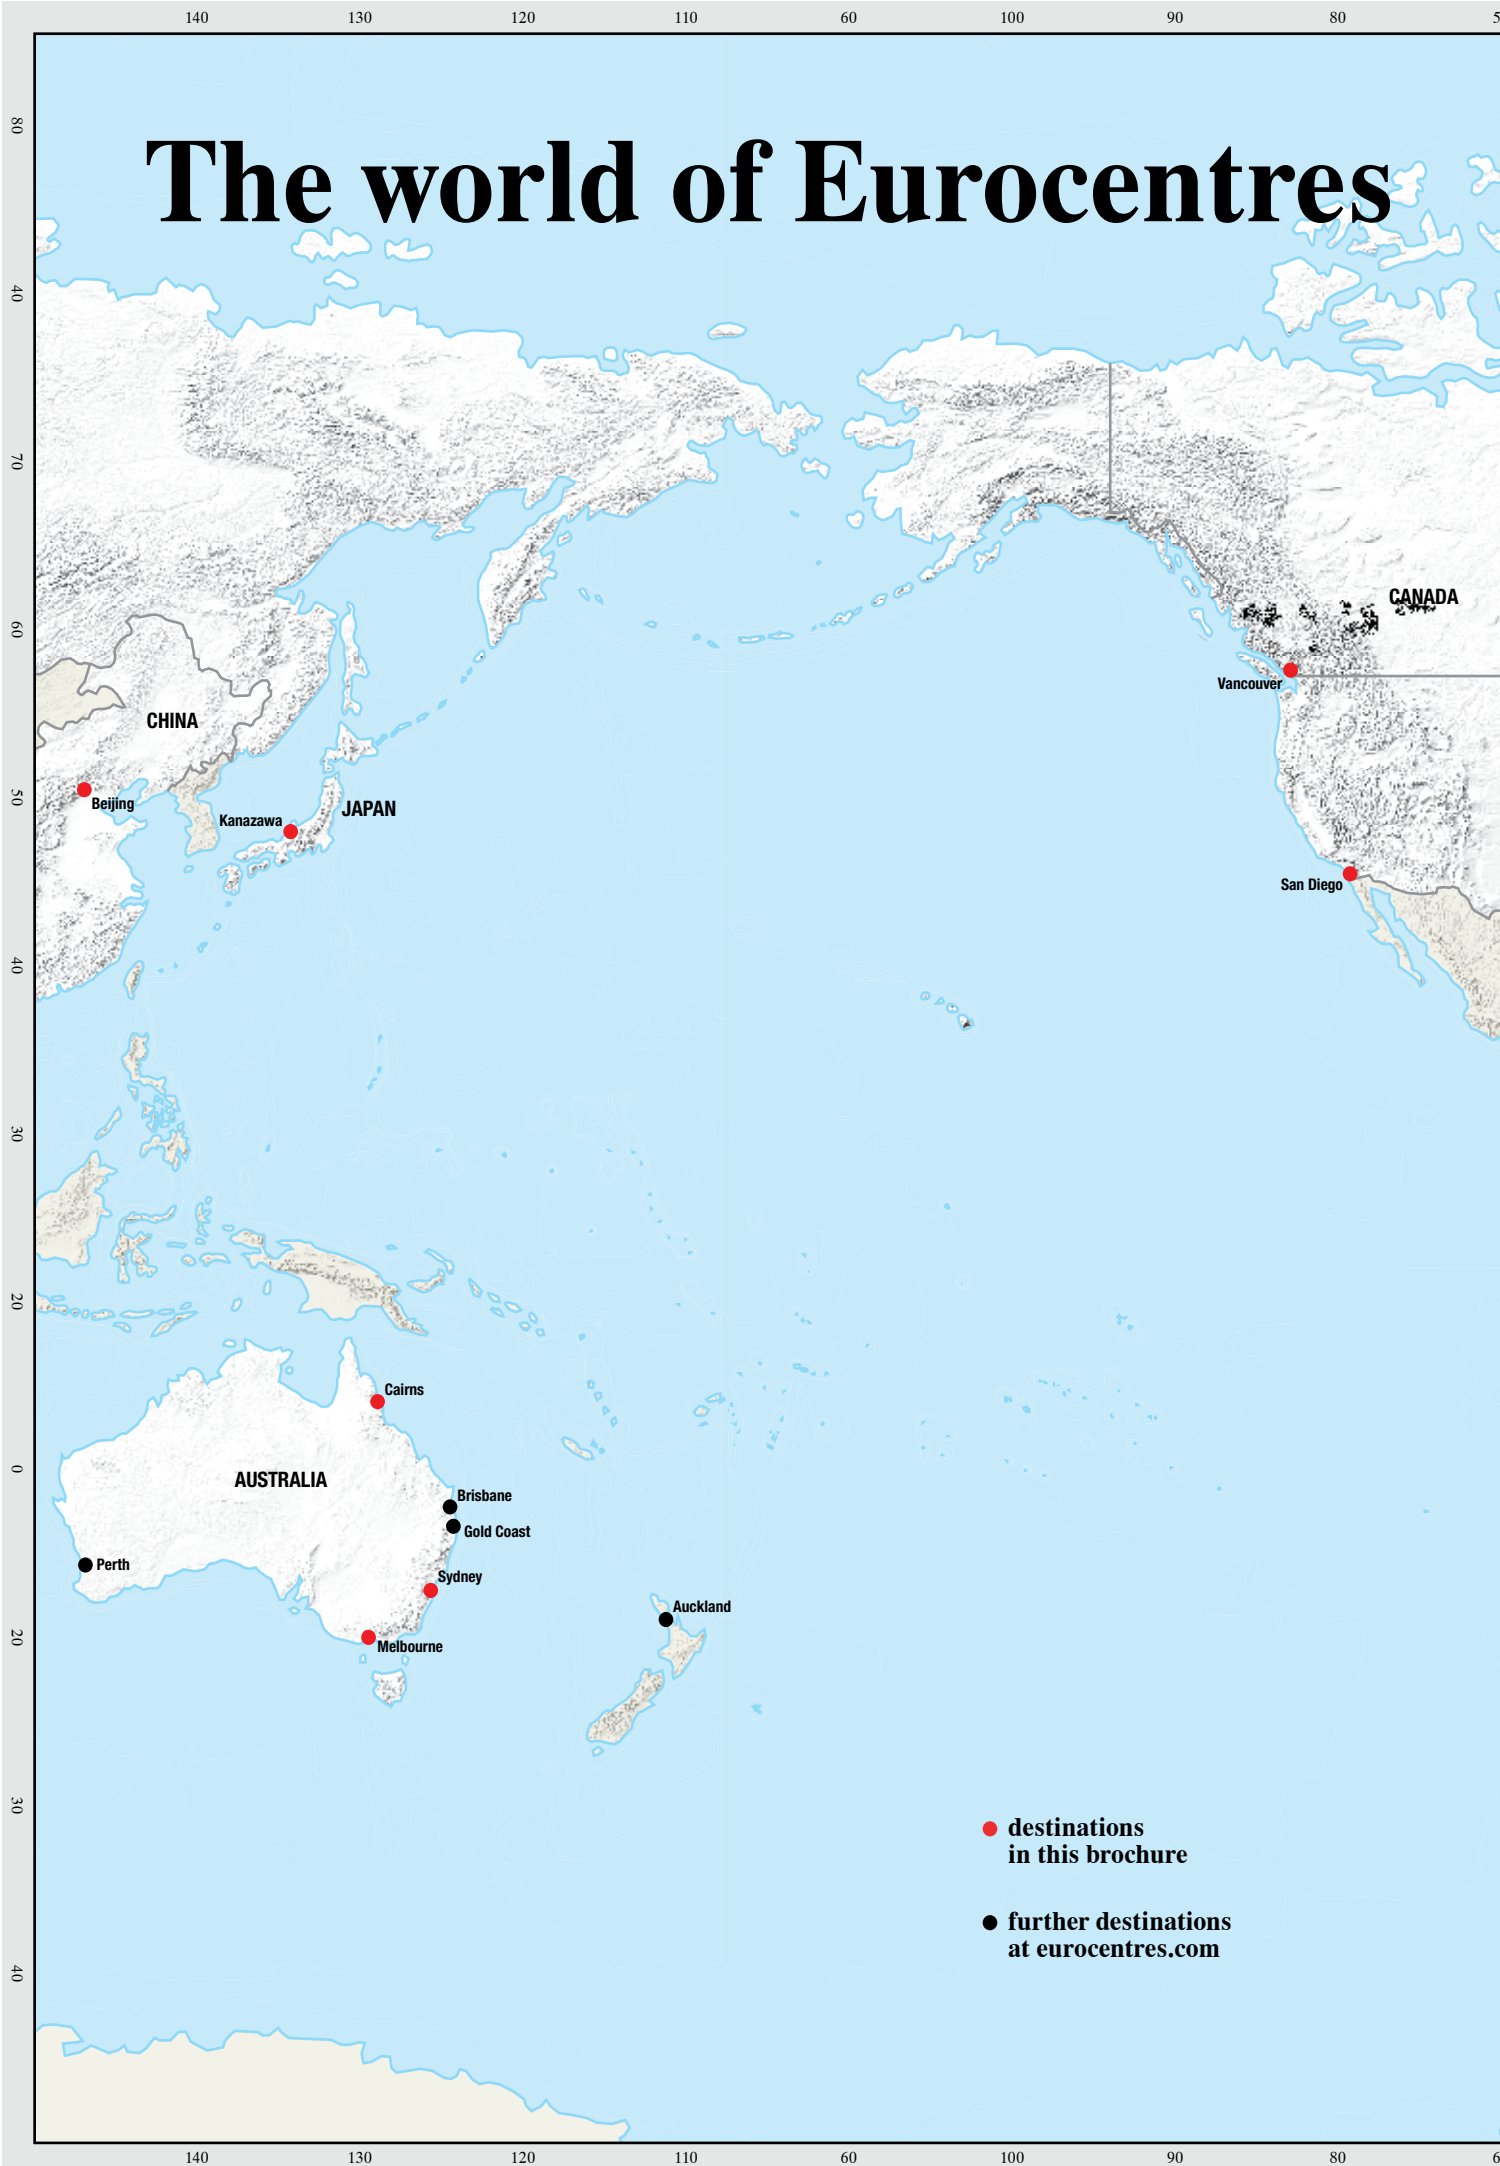 140 130 120 110 60 100 90 80 5
The world of Eurocentres
80
40
70
60
50
40
30
20
0
20
30
40
CANADA
Vancouver
CHINA
Beijing
Kanazawa
JAPAN
San Diego
Cairns
AUSTRALIA
Brisbane
Gold Coast
Perth
Sydney
Auckland
Melbourne
destinations
in this brochure
further destinations
at eurocentres.com
140 130 120 110 60 100 90 80 6